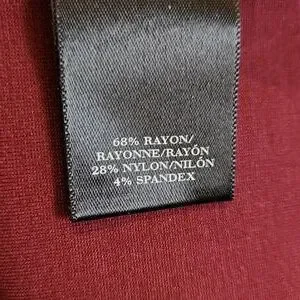 68% RAYON/
RAYONNE/RAYÓN
28% NYLON/NILÓN
4% SPANDEX